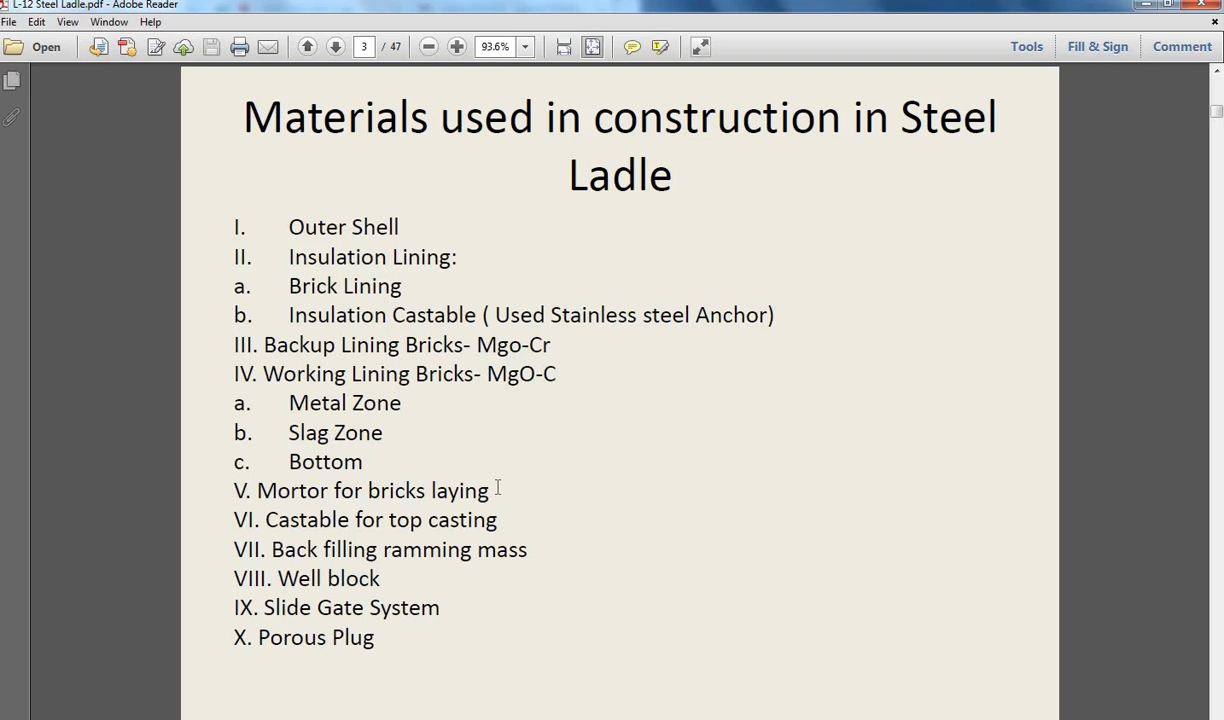 L-12 Steel Ladle.pdf - Adobe Reader
File Edit View Window Help
Open 3 / 47 93.6% Tools Fill & Sign Comment
Materials used in construction in Steel
Ladle
I. Outer Shell
II. Insulation Lining:
a. Brick Lining
b. Insulation Castable ( Used Stainless steel Anchor)
III. Backup Lining Bricks- Mgo-Cr
IV. Working Lining Bricks- MgO-C
a. Metal Zone
b. Slag Zone
c. Bottom
V. Mortor for bricks laying
VI. Castable for top casting
VII. Back filling ramming mass
VIII. Well block
IX. Slide Gate System
X. Porous Plug